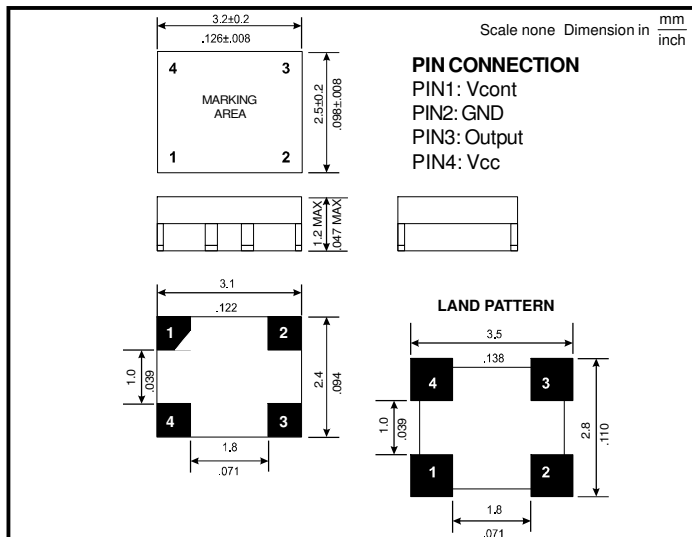 3.2±0.2
.126±.008
Scale none Dimension in mm
inch
4 3
MARKING
AREA
1 2
2.5±0.2
.098±.008
PIN CONNECTION
PIN1: Vcont
PIN2: GND
PIN3: Output
PIN4: Vcc
1.2 MAX
.047 MAX
3.1
.122
1 2
1.0
.039
2.4
.094
4 3
1.8
.071
LAND PATTERN
3.5
.138
4 3
1.0
.039
2.8
.110
1 2
1.8
.071